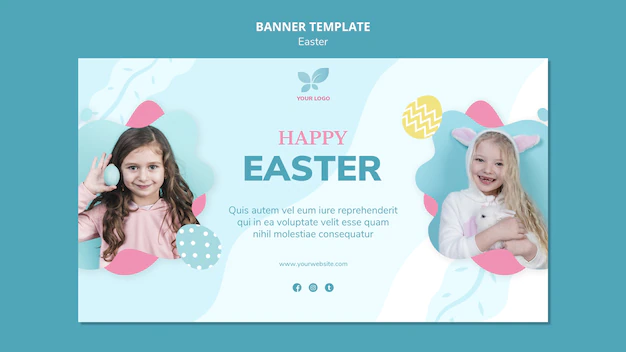 BANNER TEMPLATE
Easter
YOUR LOGO
HAPPY
EASTER
Quis autem vel eum iure reprehenderit
qui in ea voluptate velit esse quam
nihil molestiae consequatur
www.yourwebsite.com